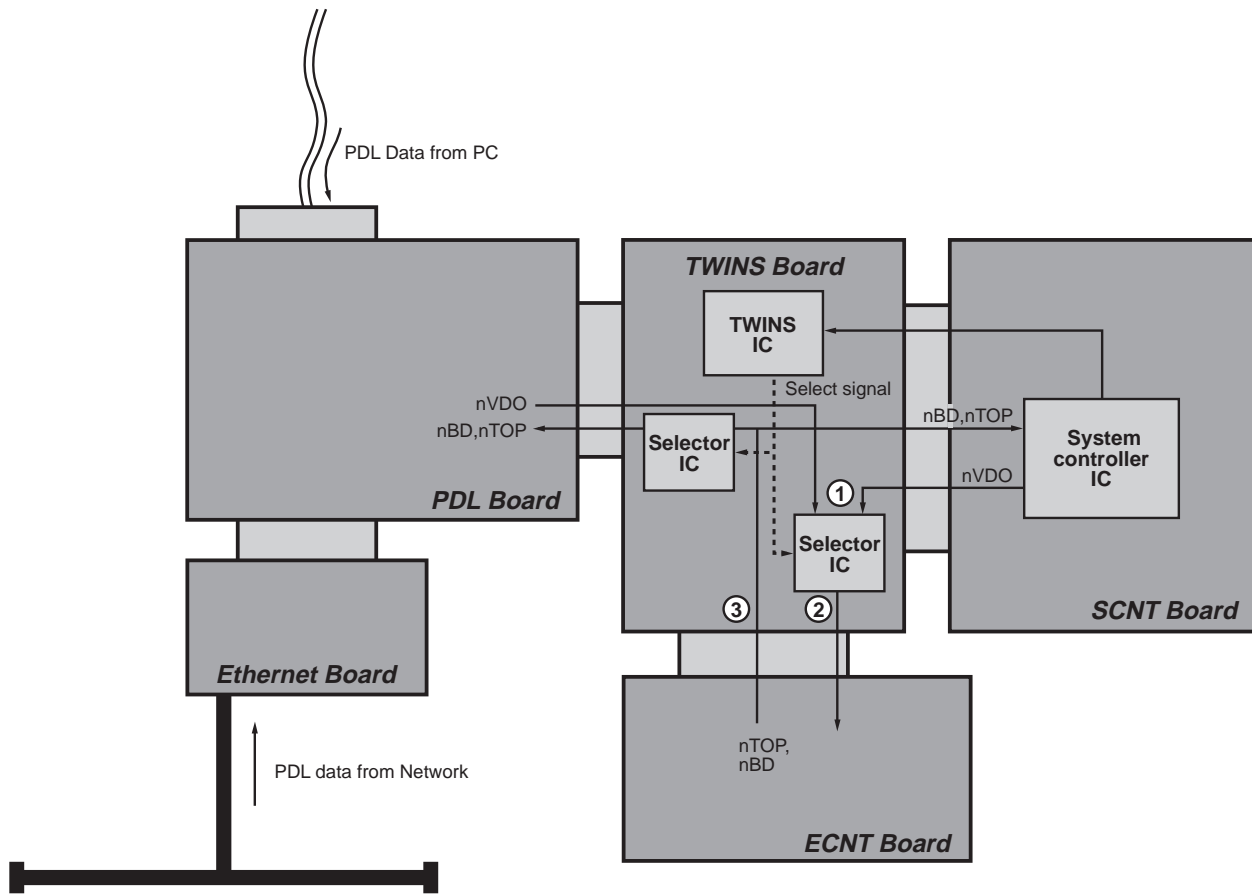 PDL Data from PC
TWINS Board
TWINS
IC
Select signal
nVDO
nBD,nTOP
Selector
IC
nBD,nTOP
System
controller
IC
nVDO
PDL Board
1
Selector
IC
3
2
SCNT Board
Ethernet Board
nTOP,
nBD
PDL data from Network
ECNT Board